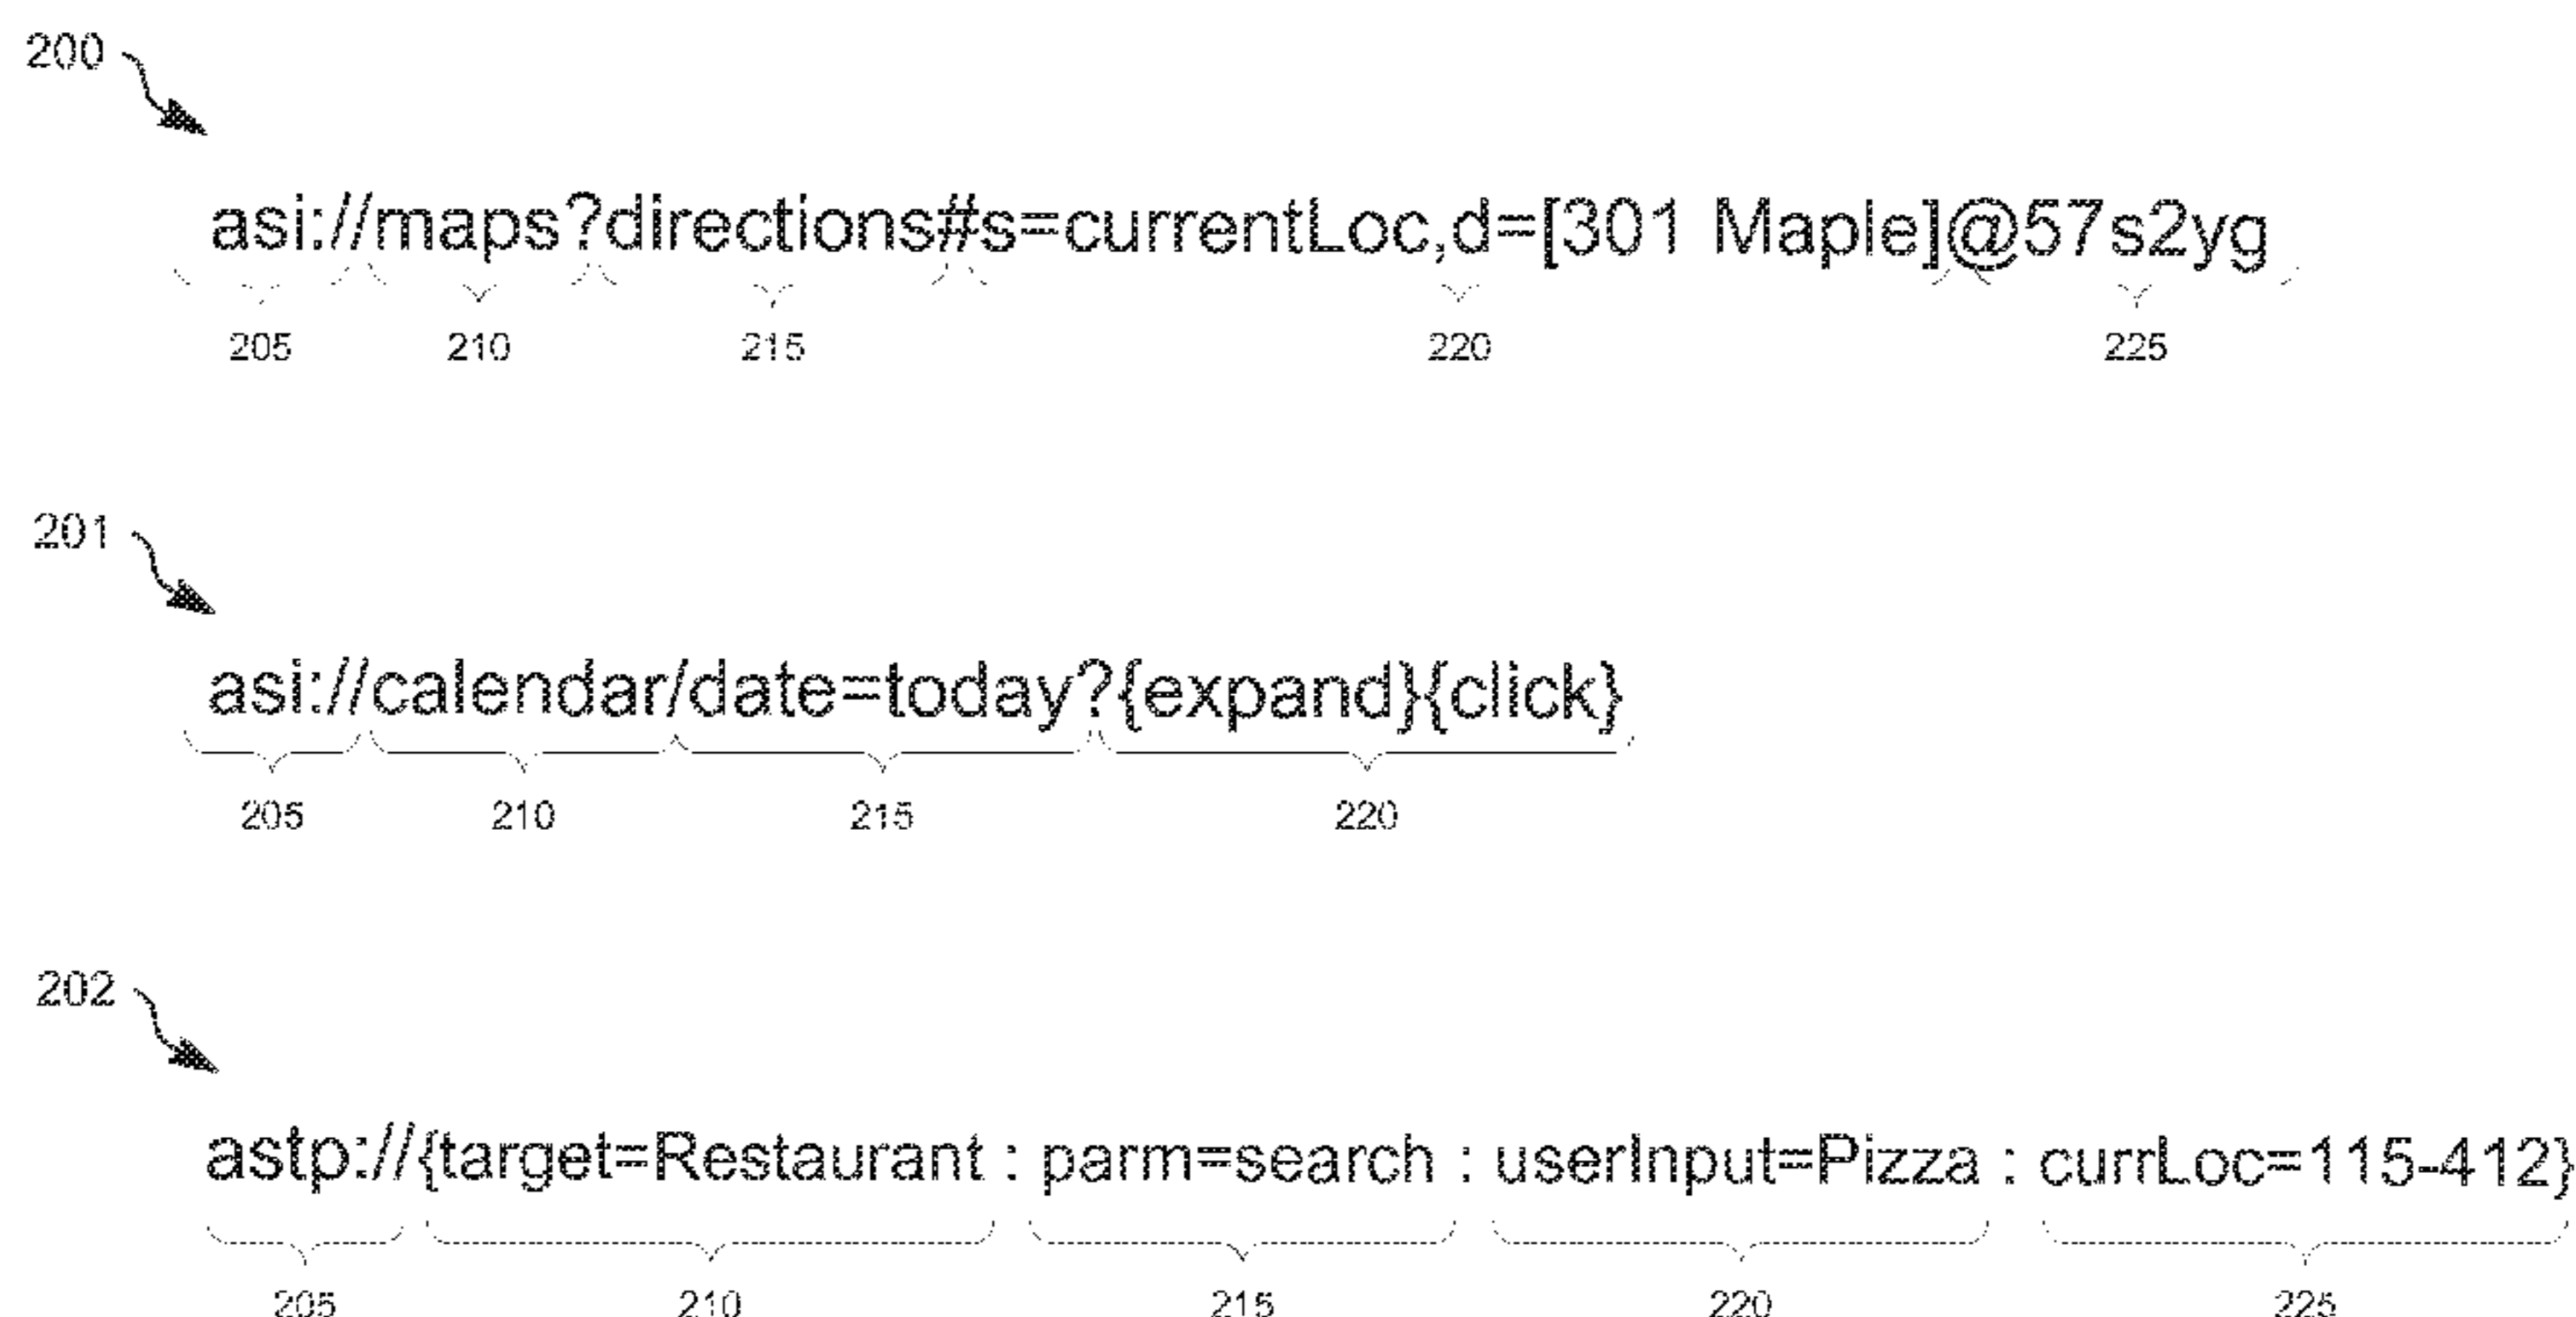 200
asi://maps?directions#s=currentLoc,d=[301 Maple]@57s2yg
205 210 215 220 225
201
asi://calendar/date=today?{expand}{click}
205 210 215 220
202
astp://{target=Restaurant : parm=search : userInput=Pizza : currLoc=115-412}
205 210 215 220 225